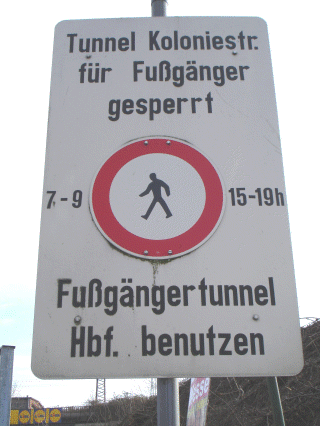 Tunnel Koloniestr.
für Fußgänger
gesperrt
7-9 15-19h
Fußgängertunnel
Hbf. benutzen